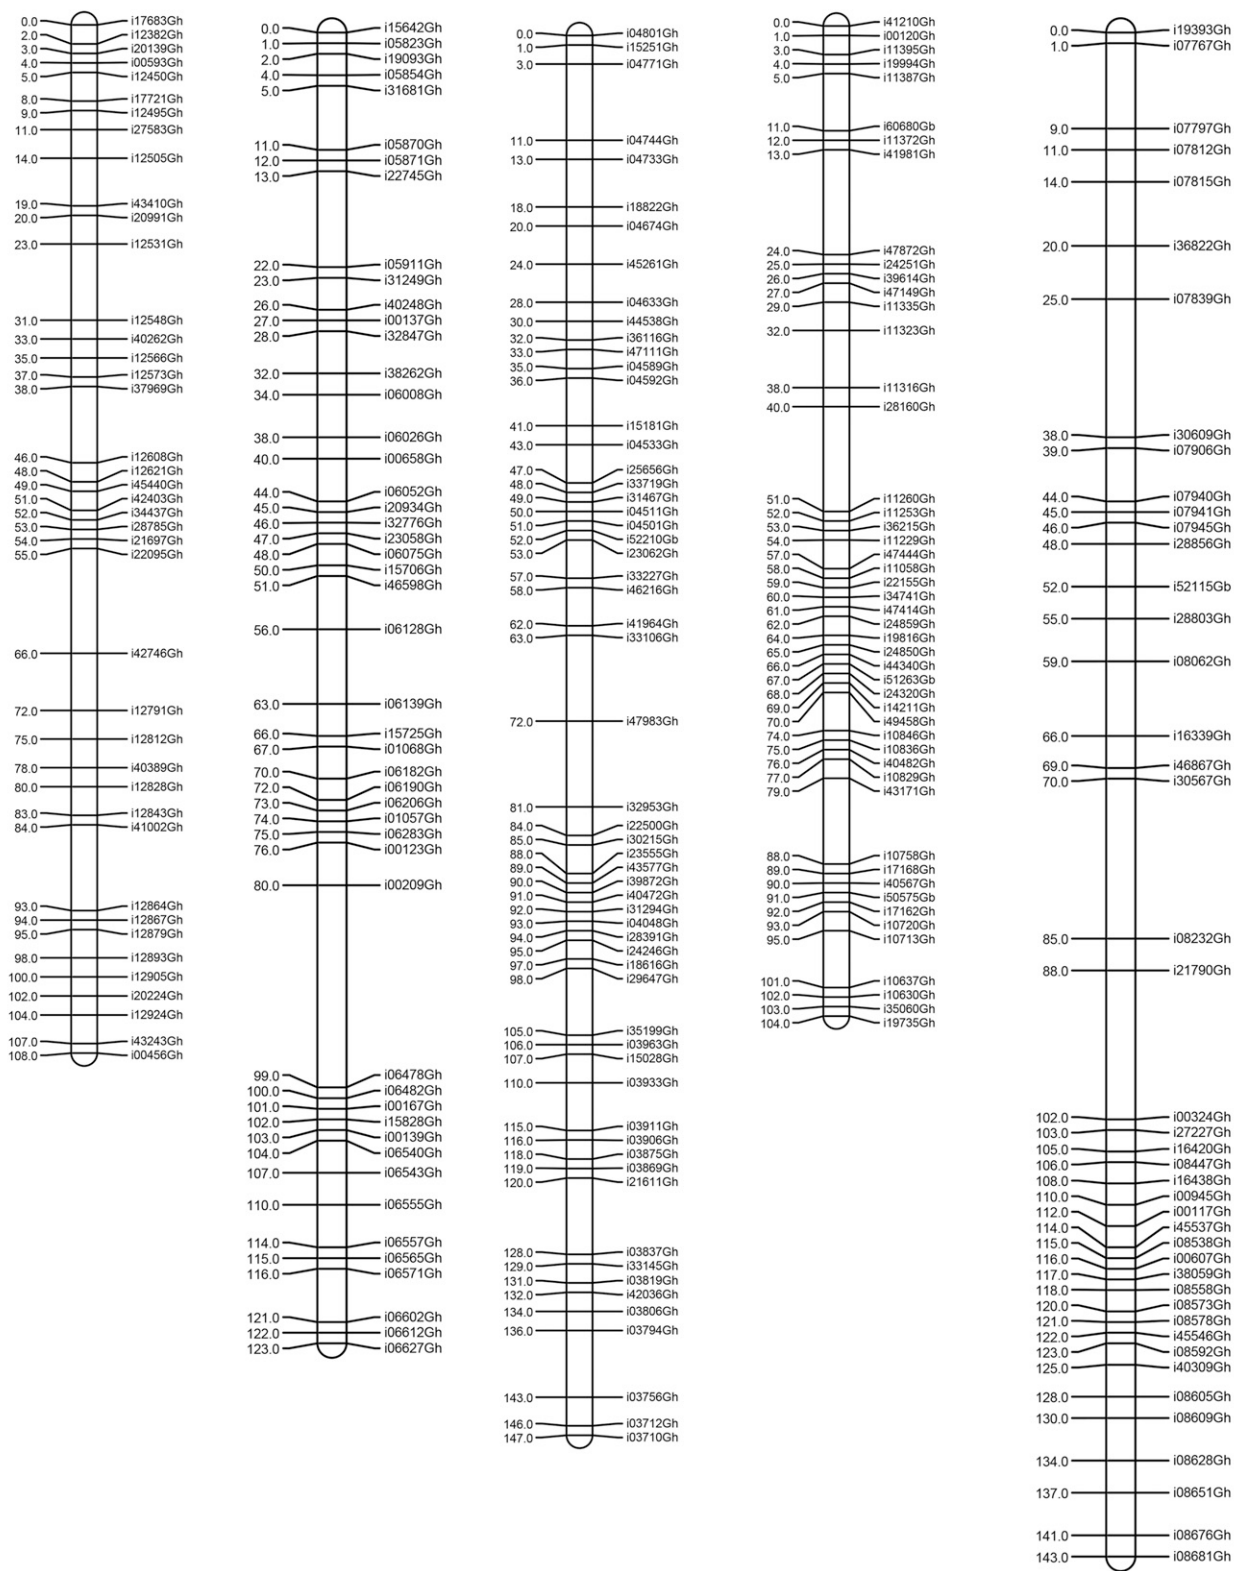 0.0 i17683Gh
2.0 i12382Gh
3.0 i20139Gh
4.0 i00593Gh
5.0 i12450Gh
8.0 i17721Gh
9.0 i12495Gh
11.0 i27583Gh
14.0 i12505Gh
19.0 i43410Gh
20.0 i20991Gh
23.0 i12531Gh
31.0 i12548Gh
33.0 i40262Gh
35.0 i12566Gh
37.0 i12573Gh
38.0 i37969Gh
46.0 i12608Gh
48.0 i12621Gh
49.0 i45440Gh
51.0 i42403Gh
52.0 i34437Gh
53.0 i28785Gh
54.0 i21697Gh
55.0 i22095Gh
66.0 i42746Gh
72.0 i12791Gh
75.0 i12812Gh
78.0 i40389Gh
80.0 i12828Gh
83.0 i12843Gh
84.0 i41002Gh
93.0 i12864Gh
94.0 i12867Gh
95.0 i12879Gh
98.0 i12893Gh
100.0 i12905Gh
102.0 i20224Gh
104.0 i12924Gh
107.0 i43243Gh
108.0 i00456Gh
0.0 i15642Gh
1.0 i05823Gh
2.0 i19093Gh
4.0 i05854Gh
5.0 i31681Gh
11.0 i05870Gh
12.0 i05871Gh
13.0 i22745Gh
22.0 i05911Gh
23.0 i31249Gh
26.0 i40248Gh
27.0 i00137Gh
28.0 i32847Gh
32.0 i38262Gh
34.0 i06008Gh
38.0 i06026Gh
40.0 i00658Gh
44.0 i06052Gh
45.0 i20934Gh
46.0 i32776Gh
47.0 i23058Gh
48.0 i06075Gh
50.0 i15706Gh
51.0 i46598Gh
56.0 i06128Gh
63.0 i06139Gh
66.0 i15725Gh
67.0 i01068Gh
70.0 i06182Gh
72.0 i06190Gh
73.0 i06206Gh
74.0 i01057Gh
75.0 i06283Gh
76.0 i00123Gh
80.0 i00209Gh
99.0 i06478Gh
100.0 i06482Gh
101.0 i00167Gh
102.0 i15828Gh
103.0 i00139Gh
104.0 i06540Gh
107.0 i06543Gh
110.0 i06555Gh
114.0 i06557Gh
115.0 i06565Gh
116.0 i06571Gh
121.0 i06602Gh
122.0 i06612Gh
123.0 i06627Gh
0.0 i04801Gh
1.0 i15251Gh
3.0 i04771Gh
11.0 i04744Gh
13.0 i04733Gh
18.0 i18822Gh
20.0 i04674Gh
24.0 i45261Gh
28.0 i04633Gh
30.0 i44538Gh
32.0 i36116Gh
33.0 i47111Gh
35.0 i04589Gh
36.0 i04592Gh
41.0 i15181Gh
43.0 i04533Gh
47.0 i25656Gh
48.0 i33719Gh
49.0 i31467Gh
50.0 i04511Gh
51.0 i04501Gh
52.0 i52210Gb
53.0 i23062Gh
57.0 i33227Gh
58.0 i46216Gh
62.0 i41964Gh
63.0 i33106Gh
72.0 i47983Gh
81.0 i32953Gh
84.0 i22500Gh
85.0 i30215Gh
88.0 i23555Gh
89.0 i43577Gh
90.0 i39872Gh
91.0 i40472Gh
92.0 i31294Gh
93.0 i04048Gh
94.0 i28391Gh
95.0 i24246Gh
97.0 i18616Gh
98.0 i29647Gh
105.0 i35199Gh
106.0 i03963Gh
107.0 i15028Gh
110.0 i03933Gh
115.0 i03911Gh
116.0 i03906Gh
118.0 i03875Gh
119.0 i03869Gh
120.0 i21611Gh
128.0 i03837Gh
129.0 i33145Gh
131.0 i03819Gh
132.0 i42036Gh
134.0 i03806Gh
136.0 i03794Gh
143.0 i03756Gh
146.0 i03712Gh
147.0 i03710Gh
0.0 i41210Gh
1.0 i00120Gh
3.0 i11395Gh
4.0 i19994Gh
5.0 i11387Gh
11.0 i60680Gb
12.0 i11372Gh
13.0 i41981Gh
24.0 i47872Gh
25.0 i24251Gh
26.0 i39614Gh
27.0 i47149Gh
29.0 i11335Gh
32.0 i11323Gh
38.0 i11316Gh
40.0 i28160Gh
51.0 i11260Gh
52.0 i11253Gh
53.0 i36215Gh
54.0 i11229Gh
57.0 i47444Gh
58.0 i11058Gh
59.0 i22155Gh
60.0 i34741Gh
61.0 i47414Gh
62.0 i24859Gh
64.0 i19816Gh
65.0 i24850Gh
66.0 i44340Gh
67.0 i51263Gb
68.0 i24320Gh
69.0 i14211Gh
70.0 i49458Gh
74.0 i10846Gh
75.0 i10836Gh
76.0 i40482Gh
77.0 i10829Gh
79.0 i43171Gh
88.0 i10758Gh
89.0 i17168Gh
90.0 i40567Gh
91.0 i50575Gb
92.0 i17162Gh
93.0 i10720Gh
95.0 i10713Gh
101.0 i10637Gh
102.0 i10630Gh
103.0 i35060Gh
104.0 i19735Gh
0.0 i19393Gh
1.0 i07767Gh
9.0 i07797Gh
11.0 i07812Gh
14.0 i07815Gh
20.0 i36822Gh
25.0 i07839Gh
38.0 i30609Gh
39.0 i07906Gh
44.0 i07940Gh
45.0 i07941Gh
46.0 i07945Gh
48.0 i28856Gh
52.0 i52115Gb
55.0 i28803Gh
59.0 i08062Gh
66.0 i16339Gh
69.0 i46867Gh
70.0 i30567Gh
85.0 i08232Gh
88.0 i21790Gh
102.0 i00324Gh
103.0 i27227Gh
105.0 i16420Gh
106.0 i08447Gh
108.0 i16438Gh
110.0 i00945Gh
112.0 i00117Gh
114.0 i45537Gh
115.0 i08538Gh
116.0 i00607Gh
117.0 i38059Gh
118.0 i08558Gh
120.0 i08573Gh
121.0 i08578Gh
122.0 i45546Gh
123.0 i08592Gh
125.0 i40309Gh
128.0 i08605Gh
130.0 i08609Gh
134.0 i08628Gh
137.0 i08651Gh
141.0 i08676Gh
143.0 i08681Gh